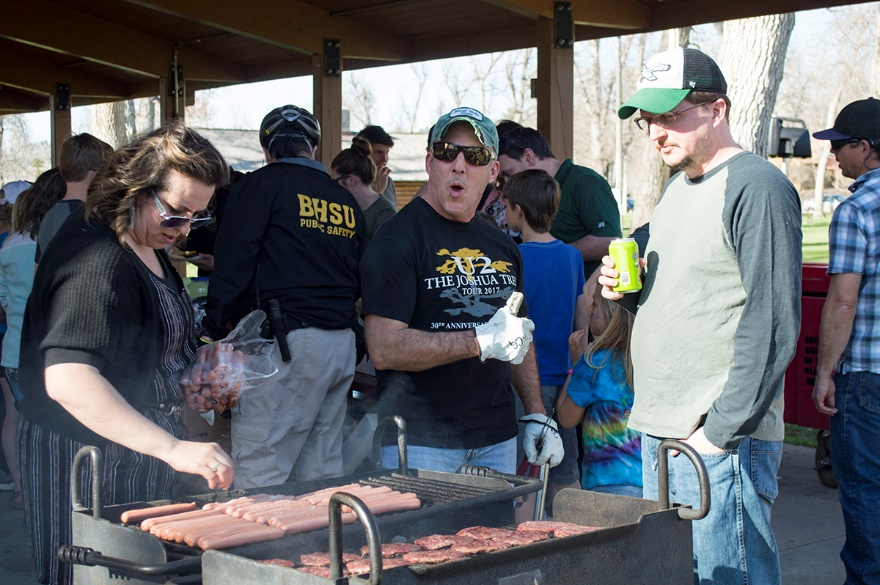 BHSU
PUBLIC SAFETY
U2
THE JOSHUA TREE
TOUR 2017
30TH ANNIVERSARY